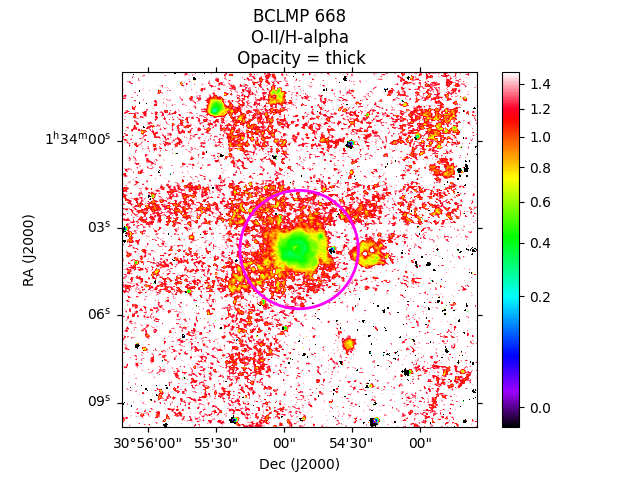 BCLMP 668
O-II/H-alpha
Opacity = thick
1ʰ34ᵐ00ˢ
03ˢ
06ˢ
09ˢ
RA (J2000)
30°56'00"
55'30"
00"
54'30"
00"
Dec (J2000)
1.4
1.2
1.0
0.8
0.6
0.4
0.2
0.0